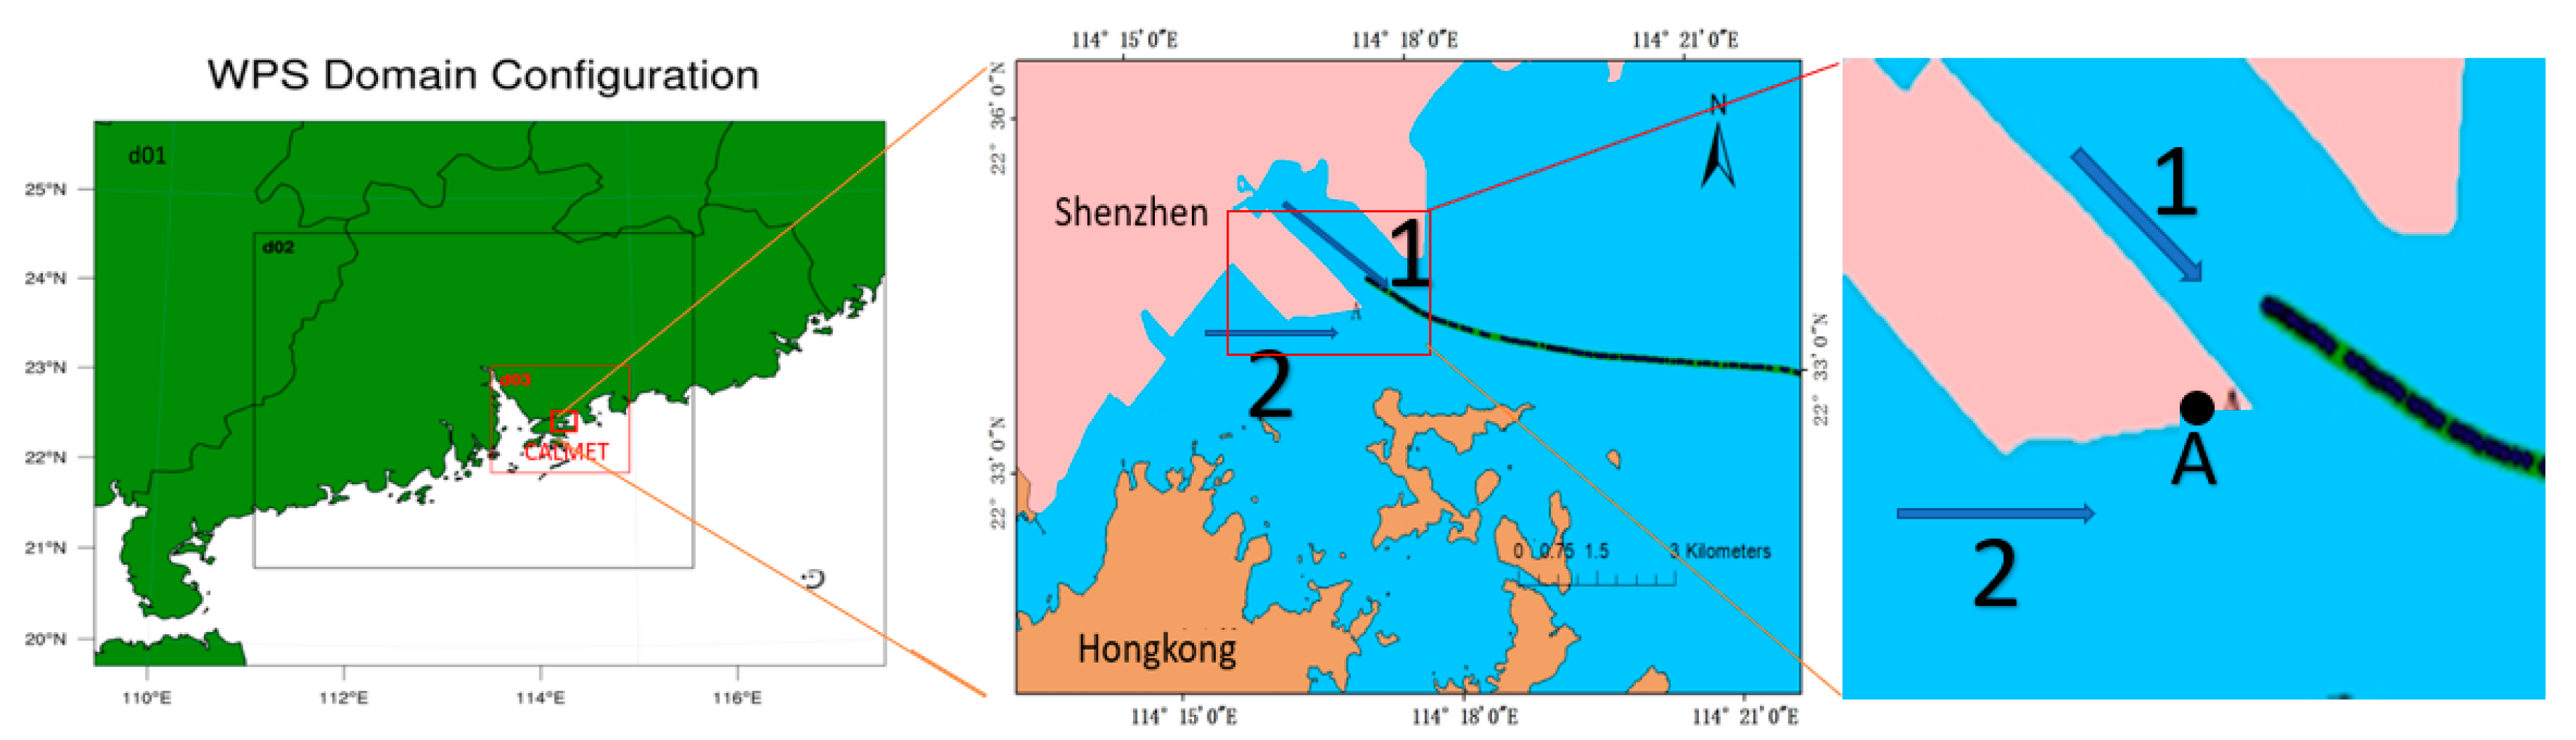 WPS Domain Configuration
d01
d02
d03
CALMET
25°N
24°N
23°N
22°N
21°N
20°N
110°E
112°E
114°E
116°E
114° 15′0″E
114° 18′0″E
114° 21′0″E
22° 36′0″N
22° 33′0″N
22° 33′0″N
N
Shenzhen
1
A
2
0 0.75 1.5 3 Kilometers
Hongkong
114° 15′0″E
114° 18′0″E
114° 21′0″E
1
A
2